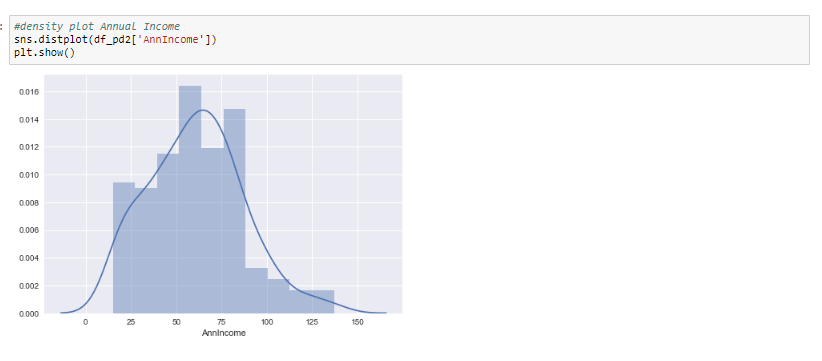 :
#density plot Annual Income
sns.distplot(df_pd2['AnnIncome'])
plt.show()
0.016
0.014
0.012
0.010
0.008
0.006
0.004
0.002
0.000
0 25 50 75 100 125 150
AnnIncome